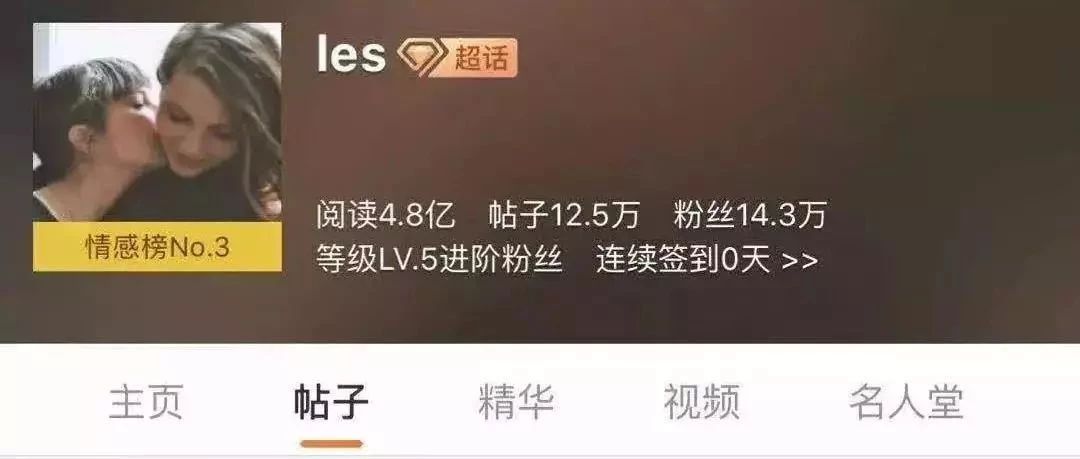 les 超话
阅读4.8亿 帖子12.5万 粉丝14.3万
等级LV.5进阶粉丝 连续签到0天 >>
情感榜No.3
主页 帖子 精华 视频 名人堂